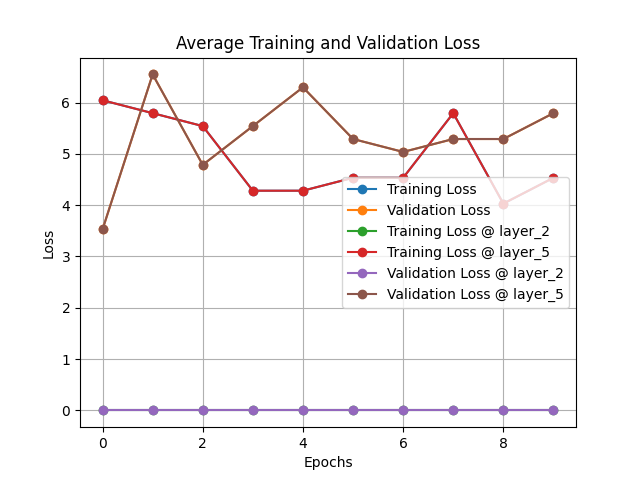 Average Training and Validation Loss
Loss
6
5
4
3
2
1
0
Training Loss
Validation Loss
Training Loss @ layer_2
Training Loss @ layer_5
Validation Loss @ layer_2
Validation Loss @ layer_5
0 2 4 6 8
Epochs